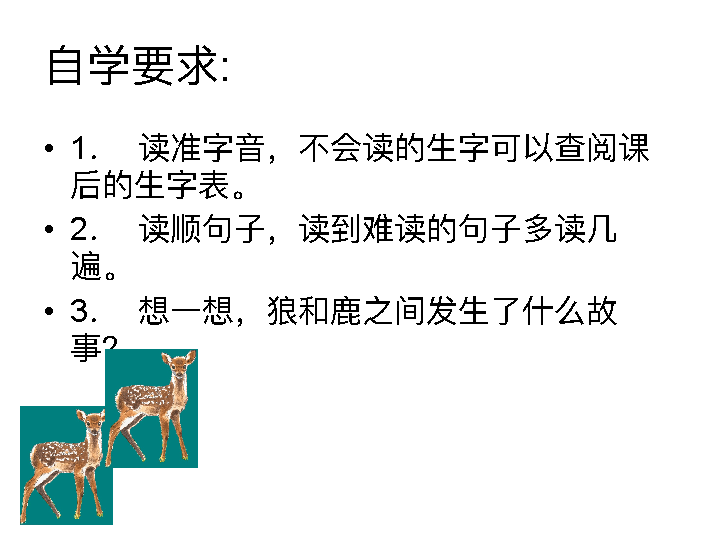 自学要求:
• 1． 读准字音，不会读的生字可以查阅课
后的生字表。
• 2． 读顺句子，读到难读的句子多读几
遍。
• 3． 想一想，狼和鹿之间发生了什么故
事?